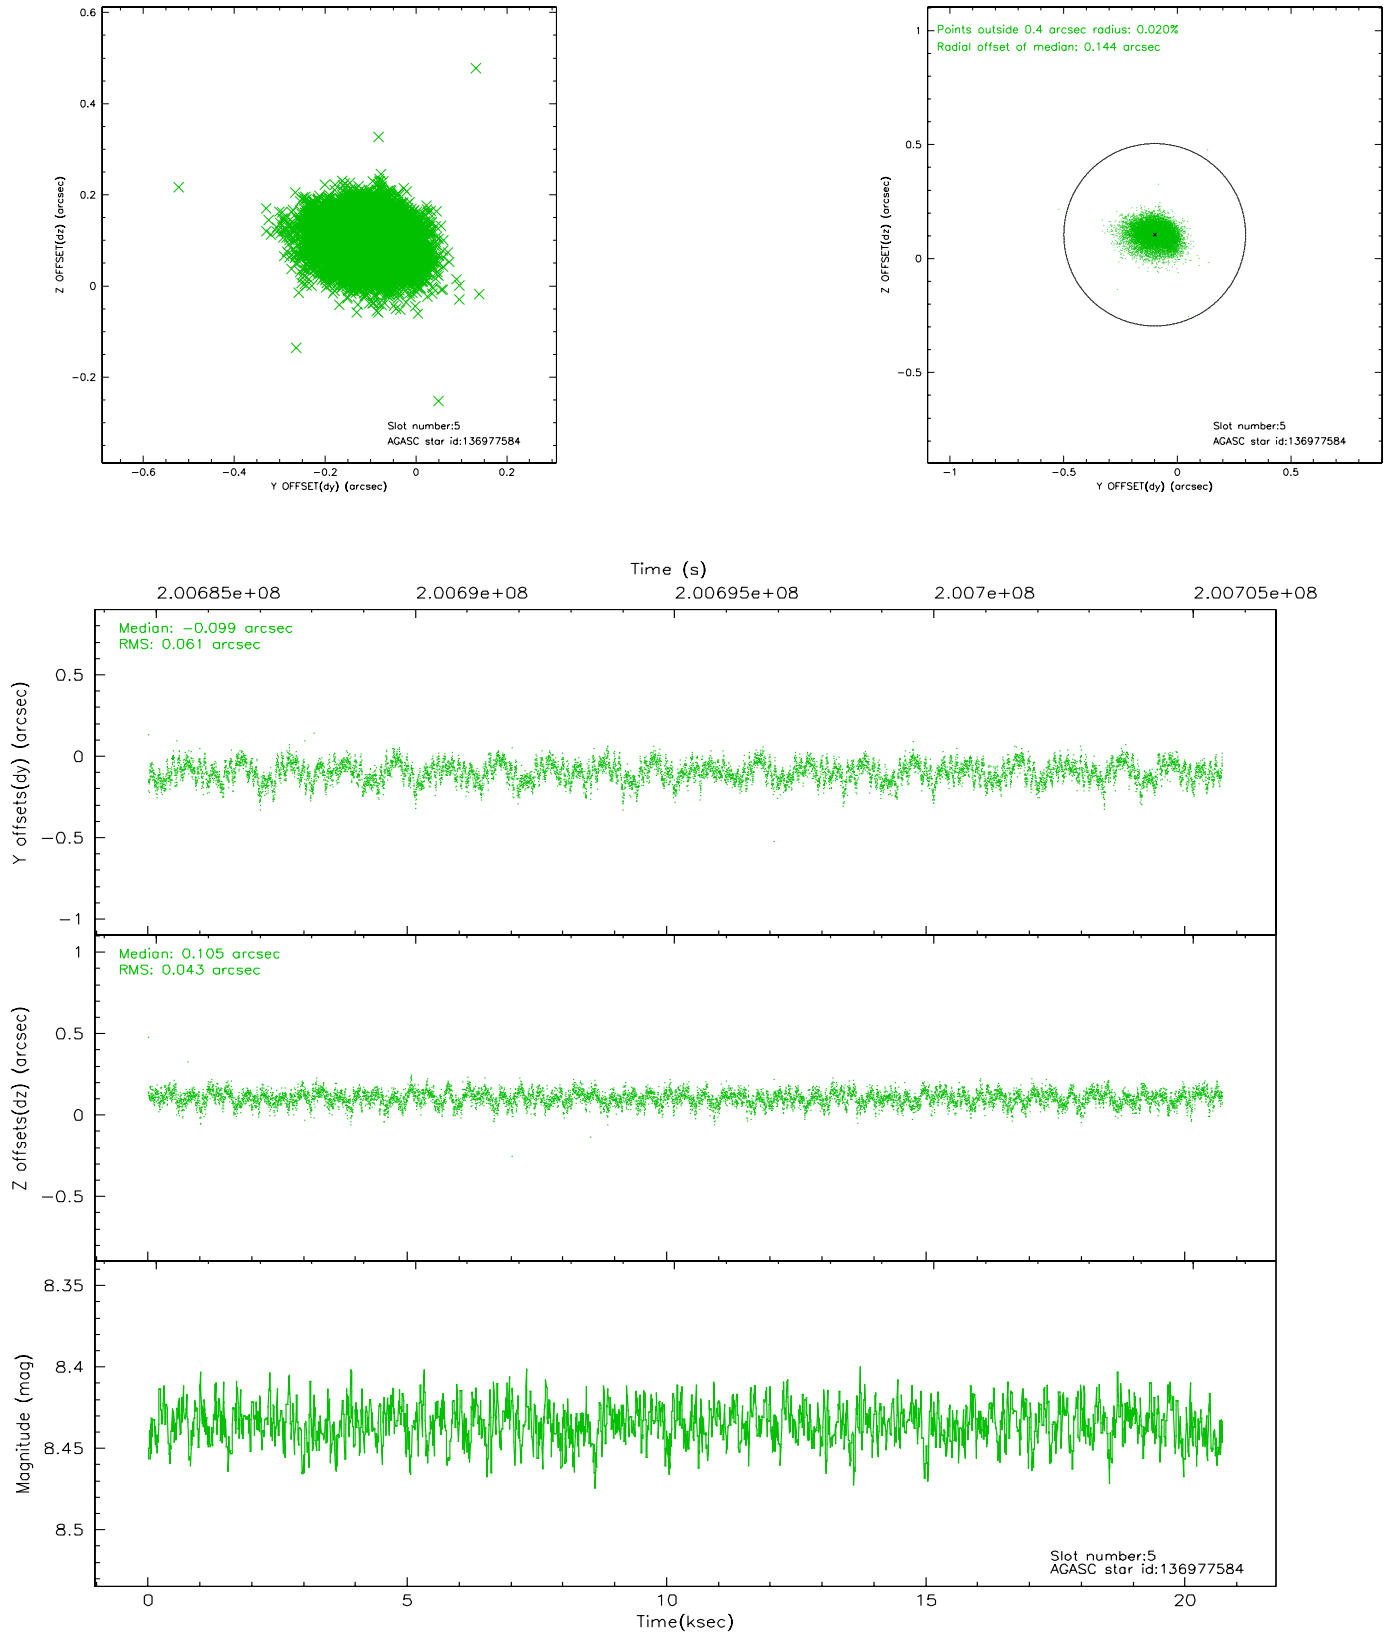 0.6
0.4
0.2
0
−0.2
Z OFFSET(dz) (arcsec)
−0.6 −0.4 −0.2 0 0.2
Y OFFSET(dy) (arcsec)
Slot number:5
AGASC star id:136977584
Points outside 0.4 arcsec radius: 0.020%
Radial offset of median: 0.144 arcsec
1
0.5
0
−0.5
Z OFFSET(dz) (arcsec)
−1 −0.5 0 0.5
Y OFFSET(dy) (arcsec)
Slot number:5
AGASC star id:136977584
Time (s)
2.00685e+08 2.0069e+08 2.00695e+08 2.007e+08 2.00705e+08
Median: −0.099 arcsec
RMS: 0.061 arcsec
0.5
0
−0.5
−1
Y offsets(dy) (arcsec)
Median: 0.105 arcsec
RMS: 0.043 arcsec
1
0.5
0
−0.5
Z offsets(dz) (arcsec)
8.35
8.4
8.45
8.5
Magnitude (mag)
Slot number:5
AGASC star id:136977584
0 5 10 15 20
Time(ksec)